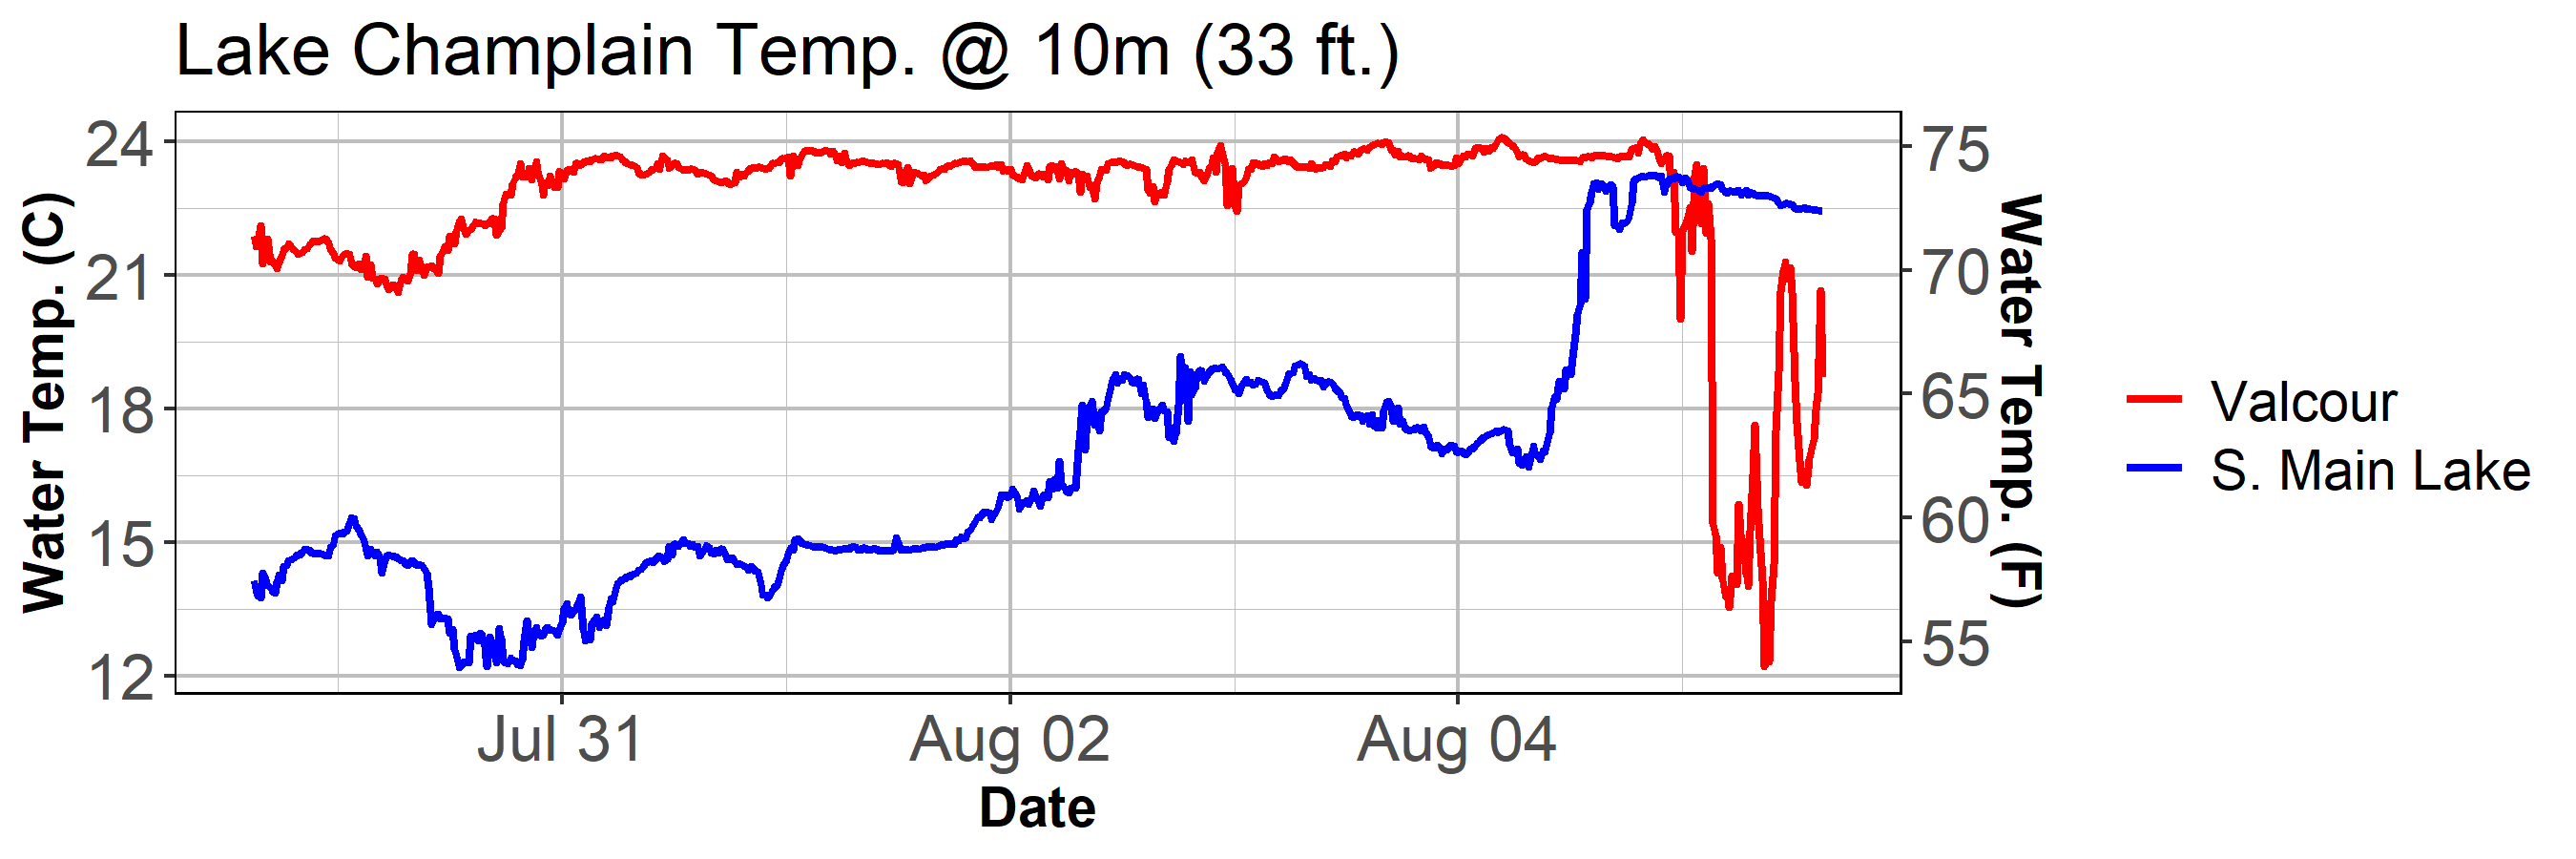 Lake Champlain Temp. @ 10m (33 ft.)
Water Temp. (C)
24
21
18
15
12
75
70
65
60
55
Water Temp. (F)
Jul 31
Aug 02
Aug 04
Date
Valcour
S. Main Lake